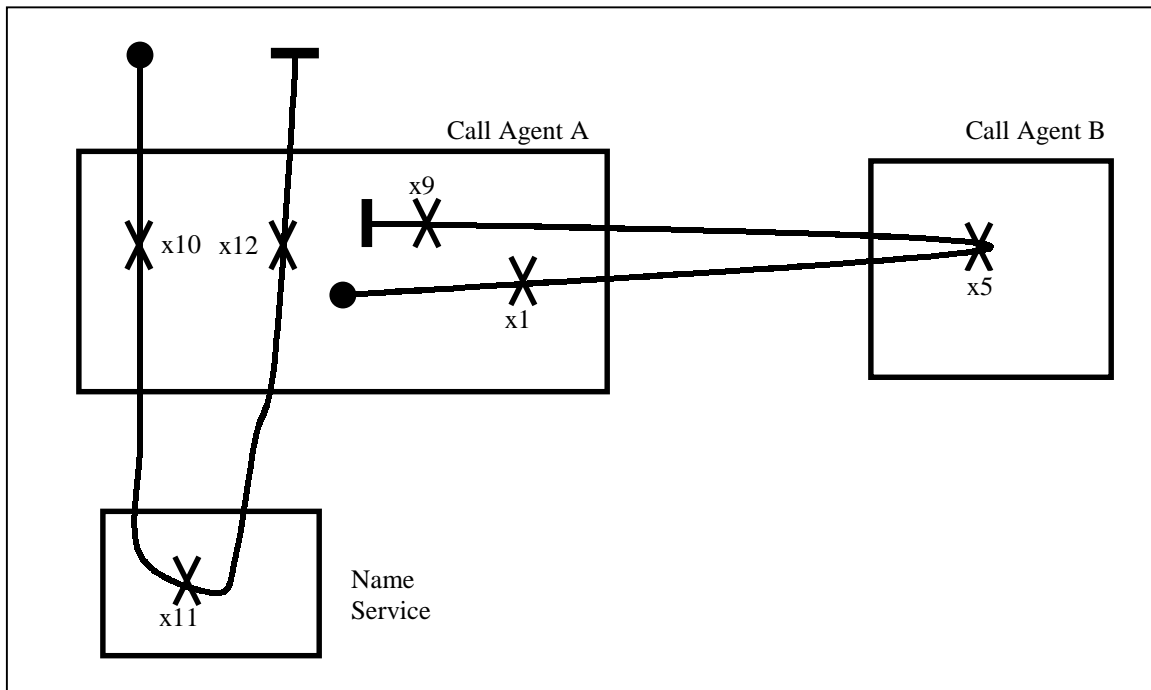 Call Agent A
Call Agent B
x9
x10
x12
x5
x1
Name
Service
x11